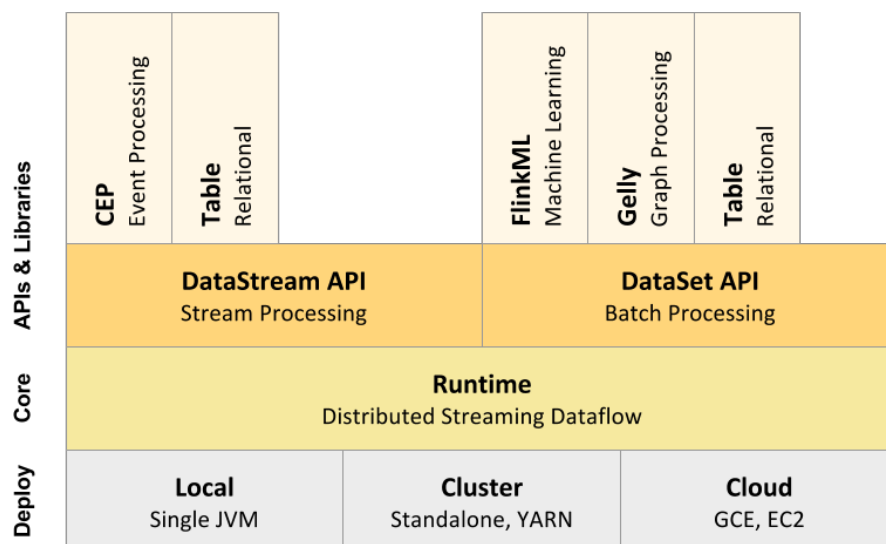 APIs & Libraries
CEP
Event Processing
Table
Relational
FlinkML
Machine Learning
Gelly
Graph Processing
Table
Relational
DataStream API
Stream Processing
DataSet API
Batch Processing
Core
Runtime
Distributed Streaming Dataflow
Deploy
Local
Single JVM
Cluster
Standalone, YARN
Cloud
GCE, EC2